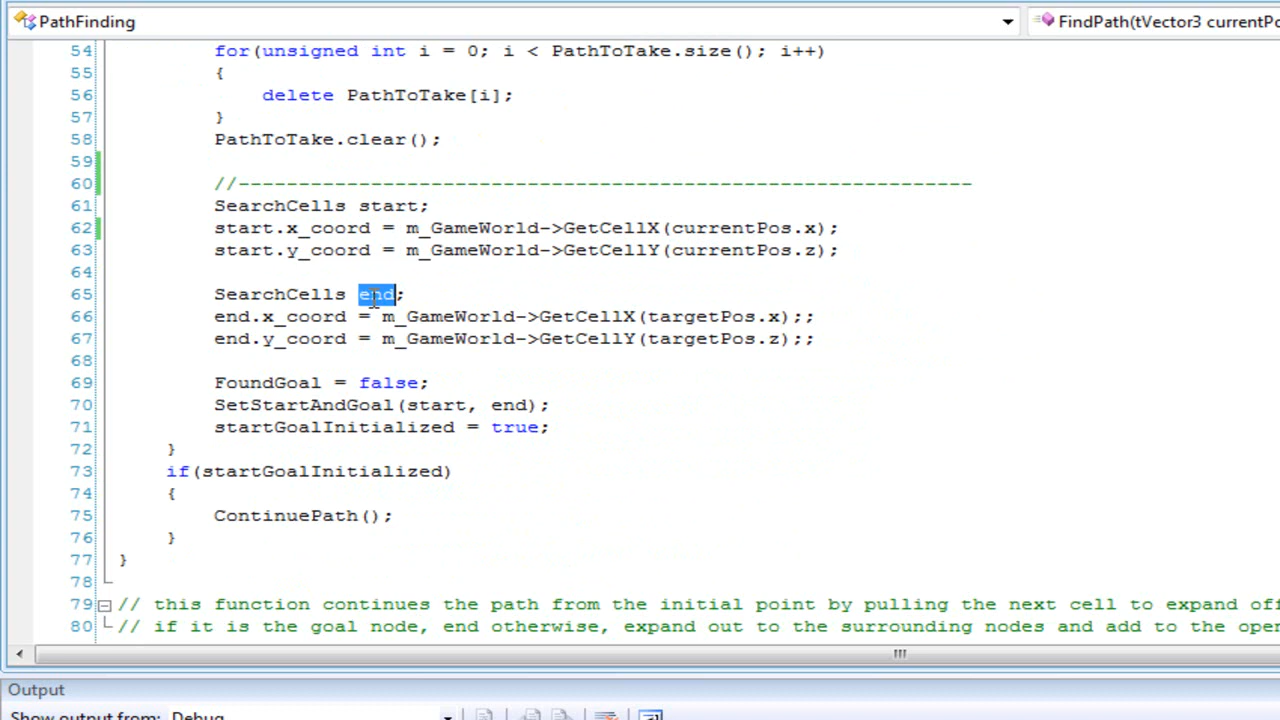 PathFinding
FindPath(tVector3 currentPo
54 for(unsigned int i = 0; i < PathToTake.size(); i++)
55 {
56 delete PathToTake[i];
57 }
58 PathToTake.clear();
59
60 //-------------------------------------------------------------
61 SearchCells start;
62 start.x_coord = m_GameWorld->GetCellX(currentPos.x);
63 start.y_coord = m_GameWorld->GetCellY(currentPos.z);
64
65 SearchCells end;
66 end.x_coord = m_GameWorld->GetCellX(targetPos.x);;
67 end.y_coord = m_GameWorld->GetCellY(targetPos.z);;
68
69 FoundGoal = false;
70 SetStartAndGoal(start, end);
71 startGoalInitialized = true;
72 }
73 if(startGoalInitialized)
74 {
75 ContinuePath();
76 }
77 }
78
79 // this function continues the path from the initial point by pulling the next cell to expand off
80 // if it is the goal node, end otherwise, expand out to the surrounding nodes and add to the open
Output
Show output from: Debug